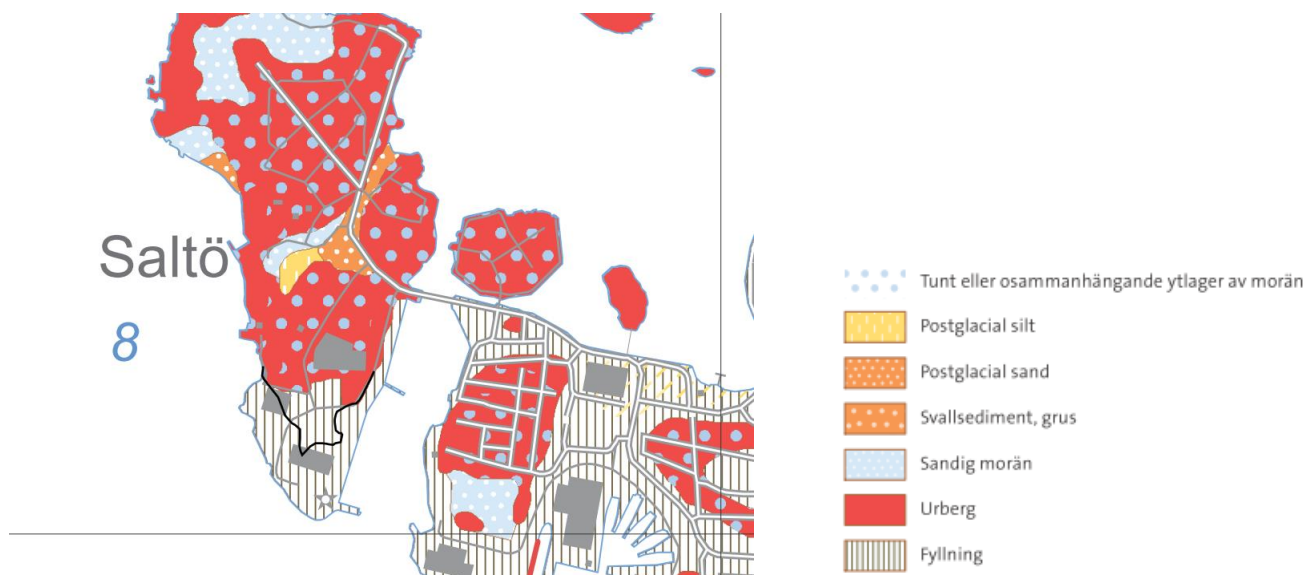 Saltö
8
Tunt eller osammanhängande ytlager av morän
Postglacial silt
Postglacial sand
Svallsediment, grus
Sandig morän
Urberg
Fyllning